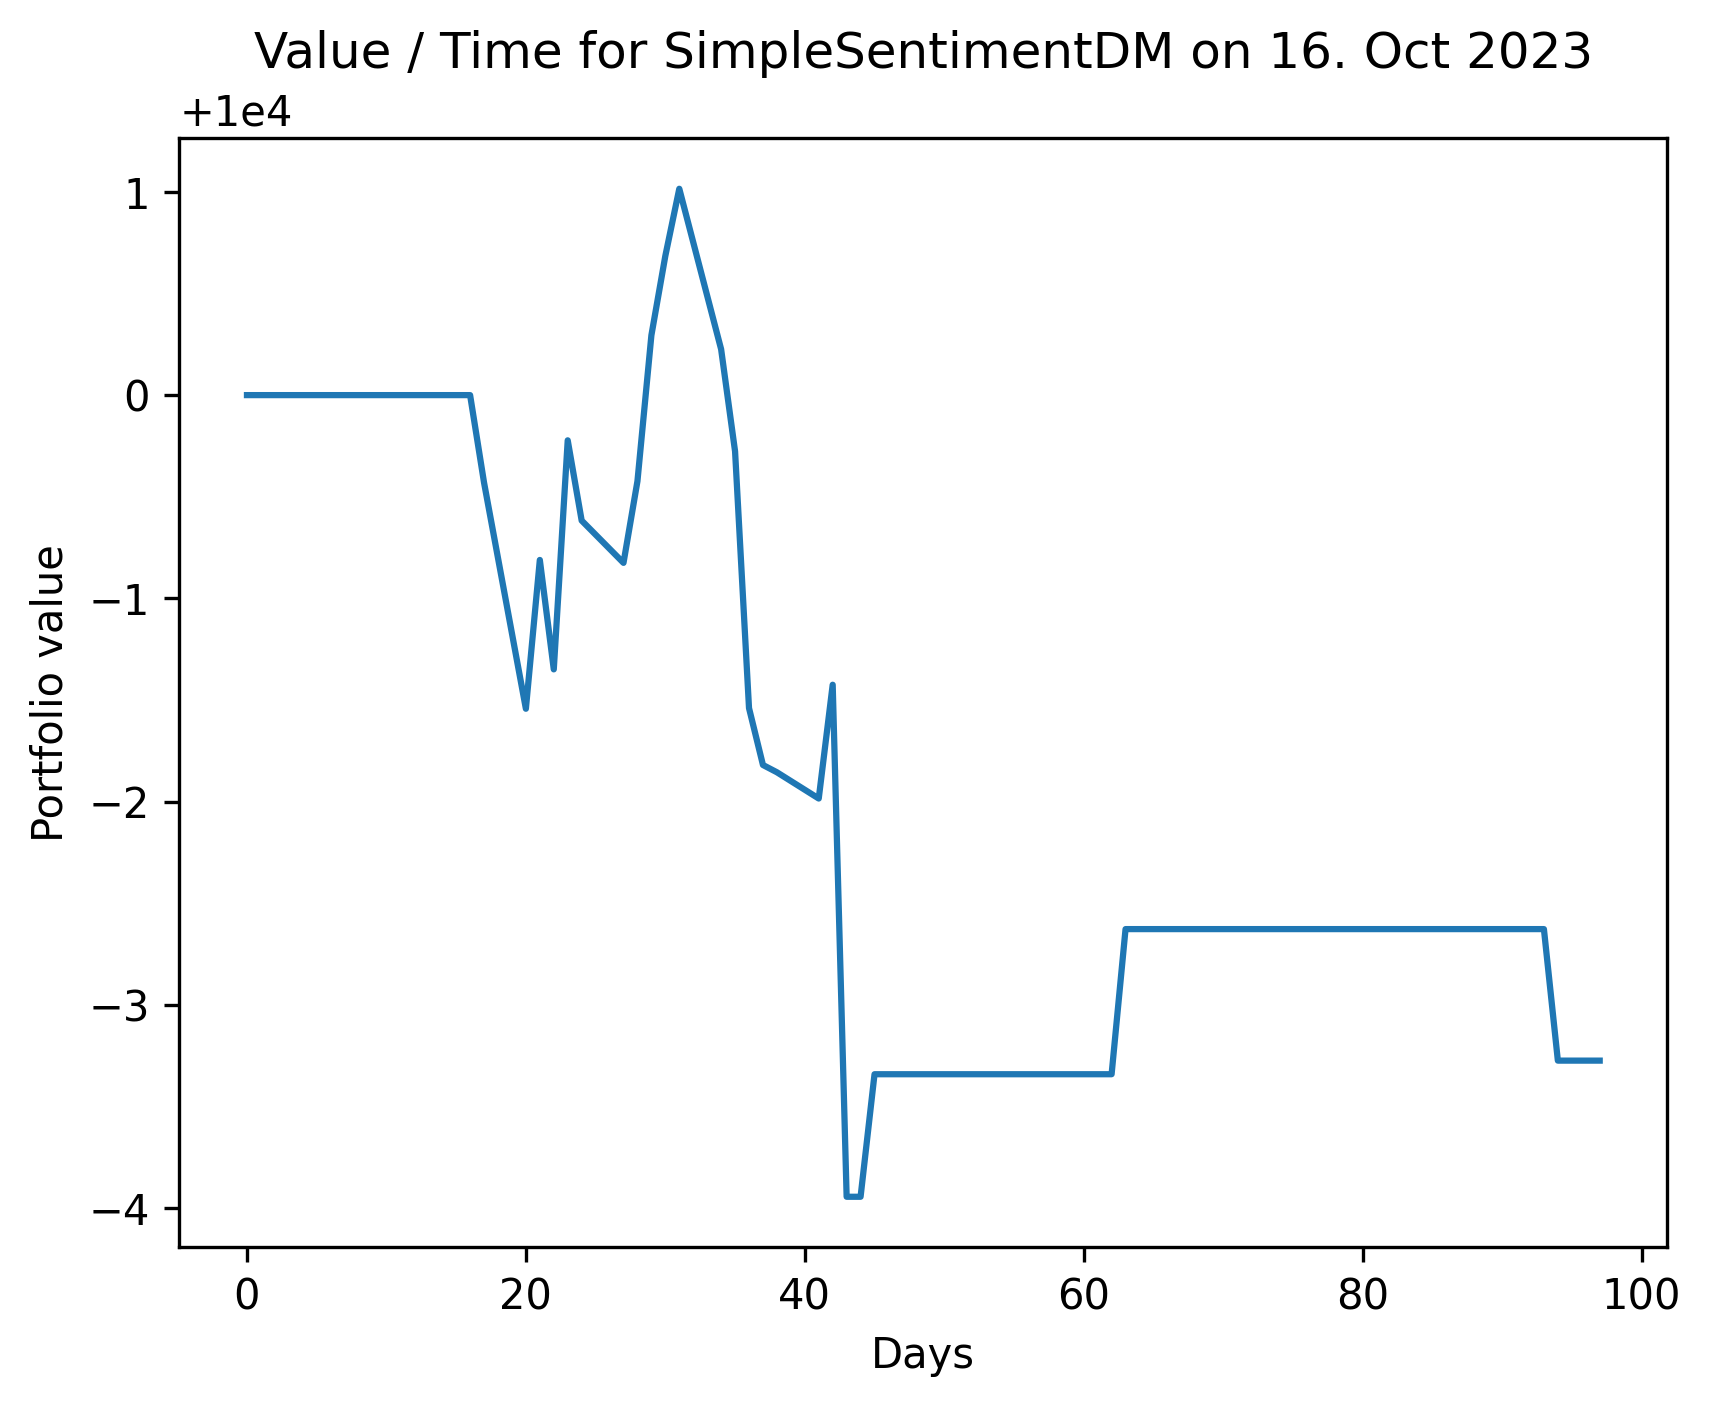 Value / Time for SimpleSentimentDM on 16. Oct 2023
+1e4
1
0
−1
−2
−3
−4
Portfolio value
0 20 40 60 80 100
Days